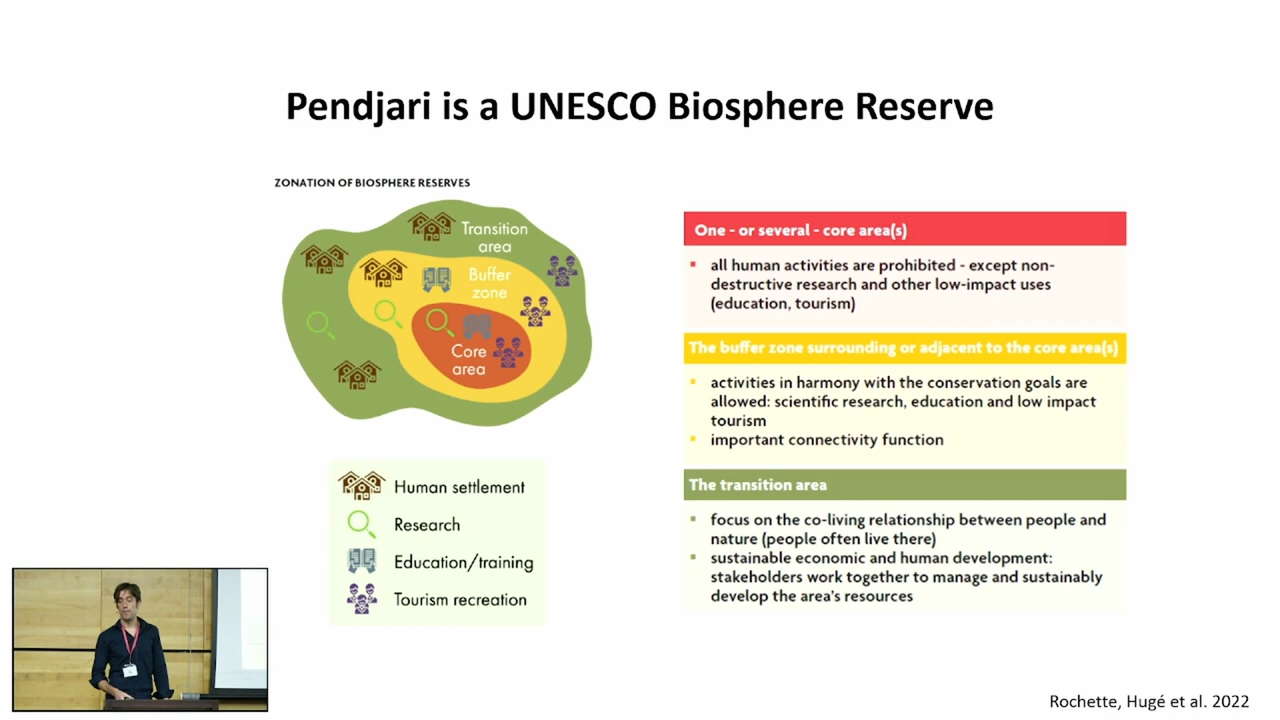 Pendjari is a UNESCO Biosphere Reserve
ZONATION OF BIOSPHERE RESERVES
Transition
area
Buffer
zone
Core
area
Human settlement
Research
Education/training
Tourism recreation
One - or several - core area(s)
all human activities are prohibited - except non-
destructive research and other low-impact uses
(education, tourism)
The buffer zone surrounding or adjacent to the core area(s)
activities in harmony with the conservation goals are
allowed: scientific research, education and low impact
tourism
important connectivity function
The transition area
focus on the co-living relationship between people and
nature (people often live there)
sustainable economic and human development:
stakeholders work together to manage and sustainably
develop the area's resources
Rochette, Hugé et al. 2022